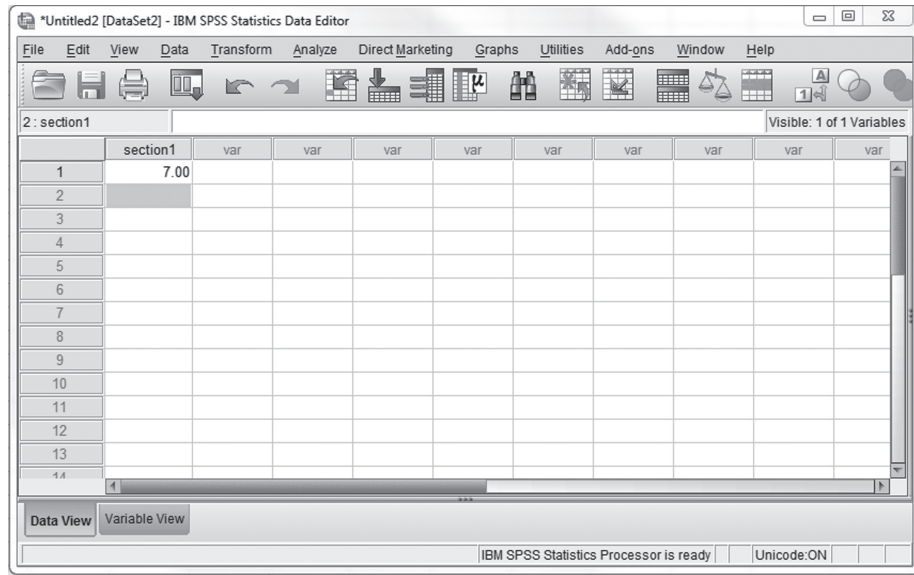 *Untitled2 [DataSet2] - IBM SPSS Statistics Data Editor
File Edit View Data Transform Analyze Direct Marketing Graphs Utilities Add-ons Window Help
μ A 1
2 : section1 Visible: 1 of 1 Variables
section1 var var var var var var var var var
1 7.00
2
3
4
5
6
7
8
9
10
11
12
13
14
Data View Variable View
IBM SPSS Statistics Processor is ready Unicode:ON